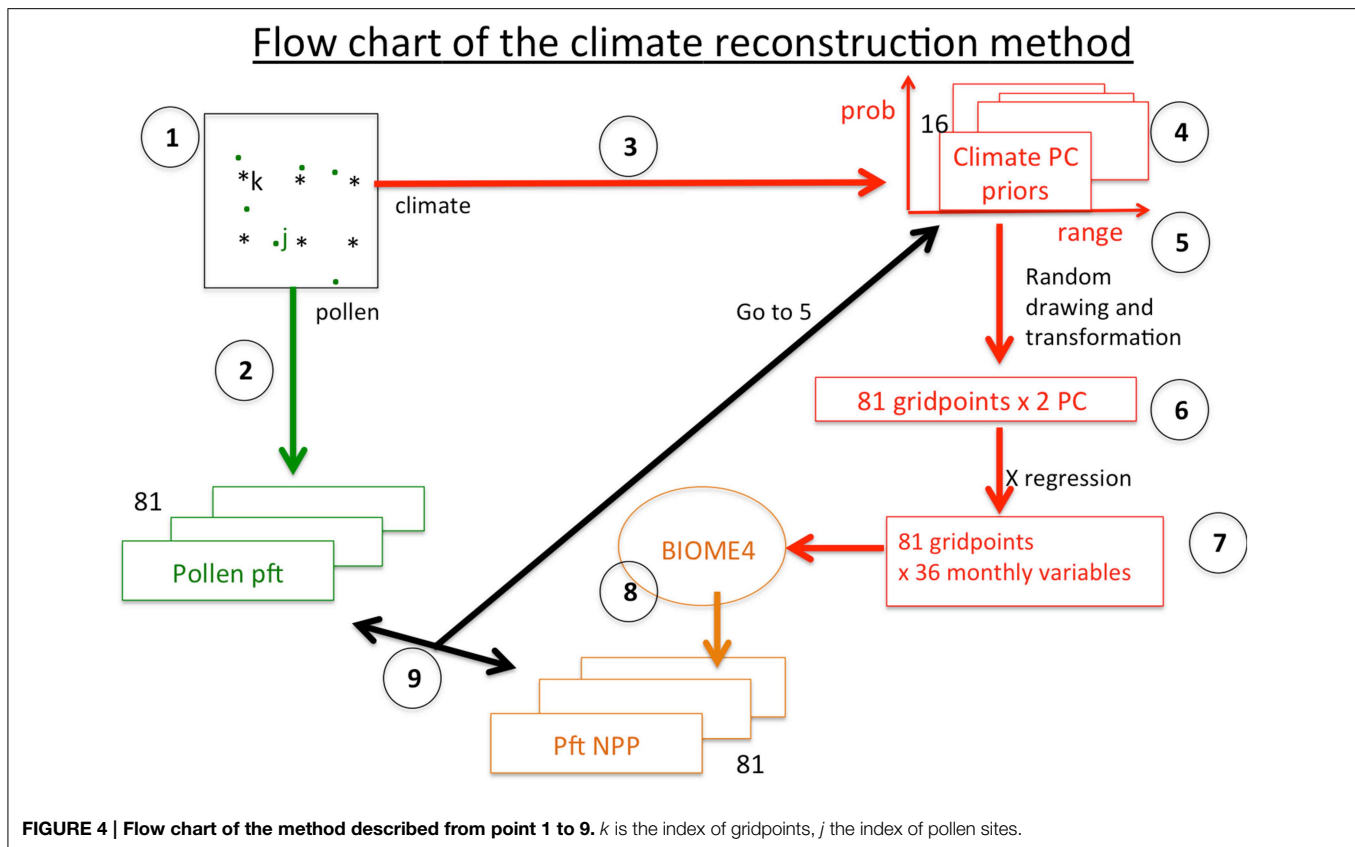 Flow chart of the climate reconstruction method
1
*k * *
* .j * *
climate
pollen
3
prob
16
Climate PC
priors
range
4
5
Random
drawing and
transformation
Go to 5
2
81 gridpoints x 2 PC
6
X regression
81
Pollen pft
BIOME4
8
81 gridpoints
x 36 monthly variables
7
9
Pft NPP
81
FIGURE 4 | Flow chart of the method described from point 1 to 9. k is the index of gridpoints, j the index of pollen sites.